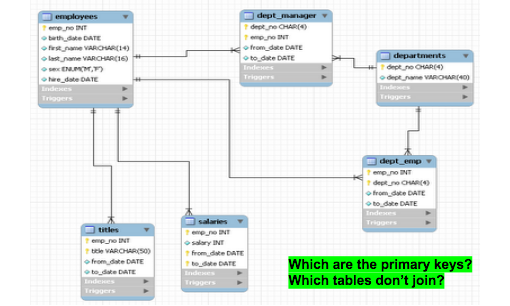 employees
emp_no INT
birth_date DATE
first_name VARCHAR(14)
last_name VARCHAR(16)
sex ENUM('M','F')
hire_date DATE
Indexes
Triggers
dept_manager
dept_no CHAR(4)
emp_no INT
from_date DATE
to_date DATE
Indexes
Triggers
departments
dept_no CHAR(4)
dept_name VARCHAR(40)
Indexes
Triggers
dept_emp
emp_no INT
dept_no CHAR(4)
from_date DATE
to_date DATE
Indexes
Triggers
titles
emp_no INT
title VARCHAR(50)
from_date DATE
to_date DATE
Indexes
Triggers
salaries
emp_no INT
salary INT
from_date DATE
to_date DATE
Indexes
Triggers
Which are the primary keys?
Which tables don't join?